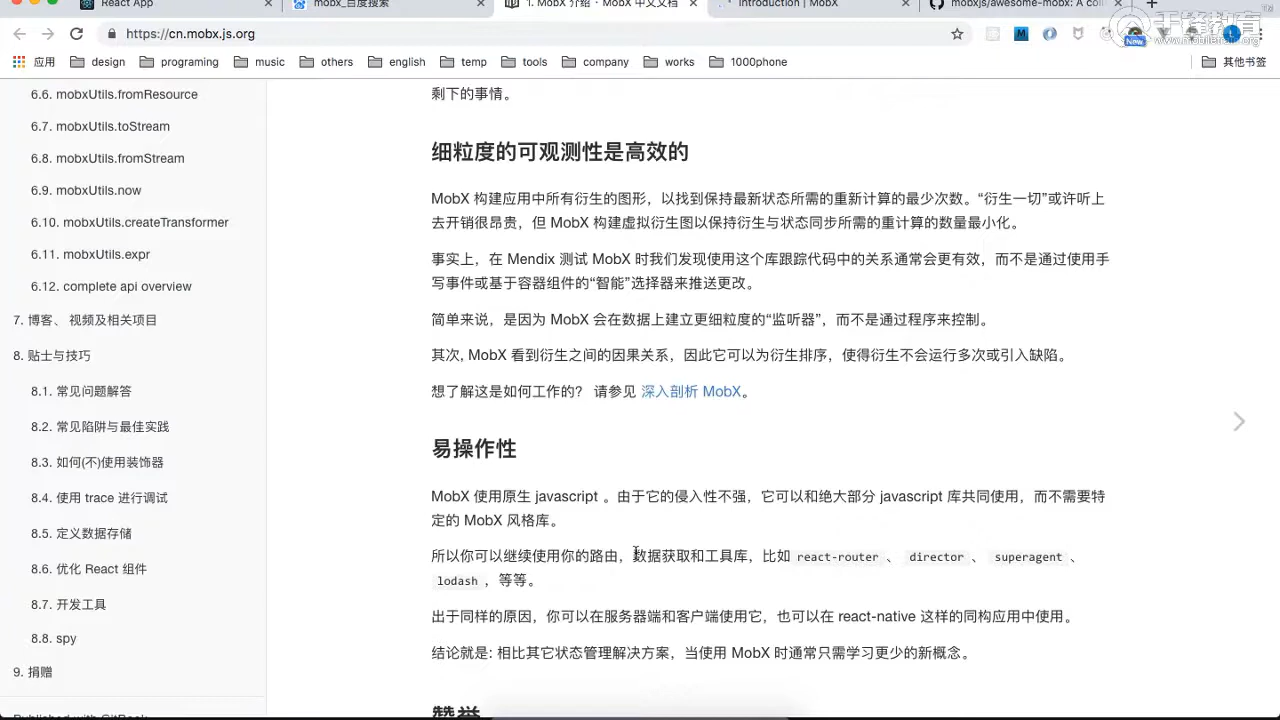 React App
mobx_百度搜索
1. MobX 介绍 · MobX 中文文档
Introduction | MobX
mobxjs/awesome-mobx: A coll
https://cn.mobx.js.org
千锋教育
www.mobiletrain.org
New
应用
design
programing
music
others
english
temp
tools
company
works
1000phone
其他书签
6.6. mobxUtils.fromResource
6.7. mobxUtils.toStream
6.8. mobxUtils.fromStream
6.9. mobxUtils.now
6.10. mobxUtils.createTransformer
6.11. mobxUtils.expr
6.12. complete api overview
7. 博客、 视频及相关项目
8. 贴士与技巧
8.1. 常见问题解答
8.2. 常见陷阱与最佳实践
8.3. 如何(不)使用装饰器
8.4. 使用 trace 进行调试
8.5. 定义数据存储
8.6. 优化 React 组件
8.7. 开发工具
8.8. spy
9. 捐赠
Published with GitBook
剩下的事情。
细粒度的可观测性是高效的
MobX 构建应用中所有衍生的图形，以找到保持最新状态所需的重新计算的最少次数。“衍生一切”或许听上
去开销很昂贵，但 MobX 构建虚拟衍生图以保持衍生与状态同步所需的重计算的数量最小化。
事实上，在 Mendix 测试 MobX 时我们发现使用这个库跟踪代码中的关系通常会更有效，而不是通过使用手
写事件或基于容器组件的“智能”选择器来推送更改。
简单来说，是因为 MobX 会在数据上建立更细粒度的“监听器”，而不是通过程序来控制。
其次, MobX 看到衍生之间的因果关系，因此它可以为衍生排序，使得衍生不会运行多次或引入缺陷。
想了解这是如何工作的？ 请参见 深入剖析 MobX。
易操作性
MobX 使用原生 javascript 。由于它的侵入性不强，它可以和绝大部分 javascript 库共同使用，而不需要特
定的 MobX 风格库。
所以你可以继续使用你的路由，数据获取和工具库，比如 react-router 、 director 、 superagent 、
lodash ，等等。
出于同样的原因，你可以在服务器端和客户端使用它，也可以在 react-native 这样的同构应用中使用。
结论就是: 相比其它状态管理解决方案，当使用 MobX 时通常只需学习更少的新概念。
赞誉